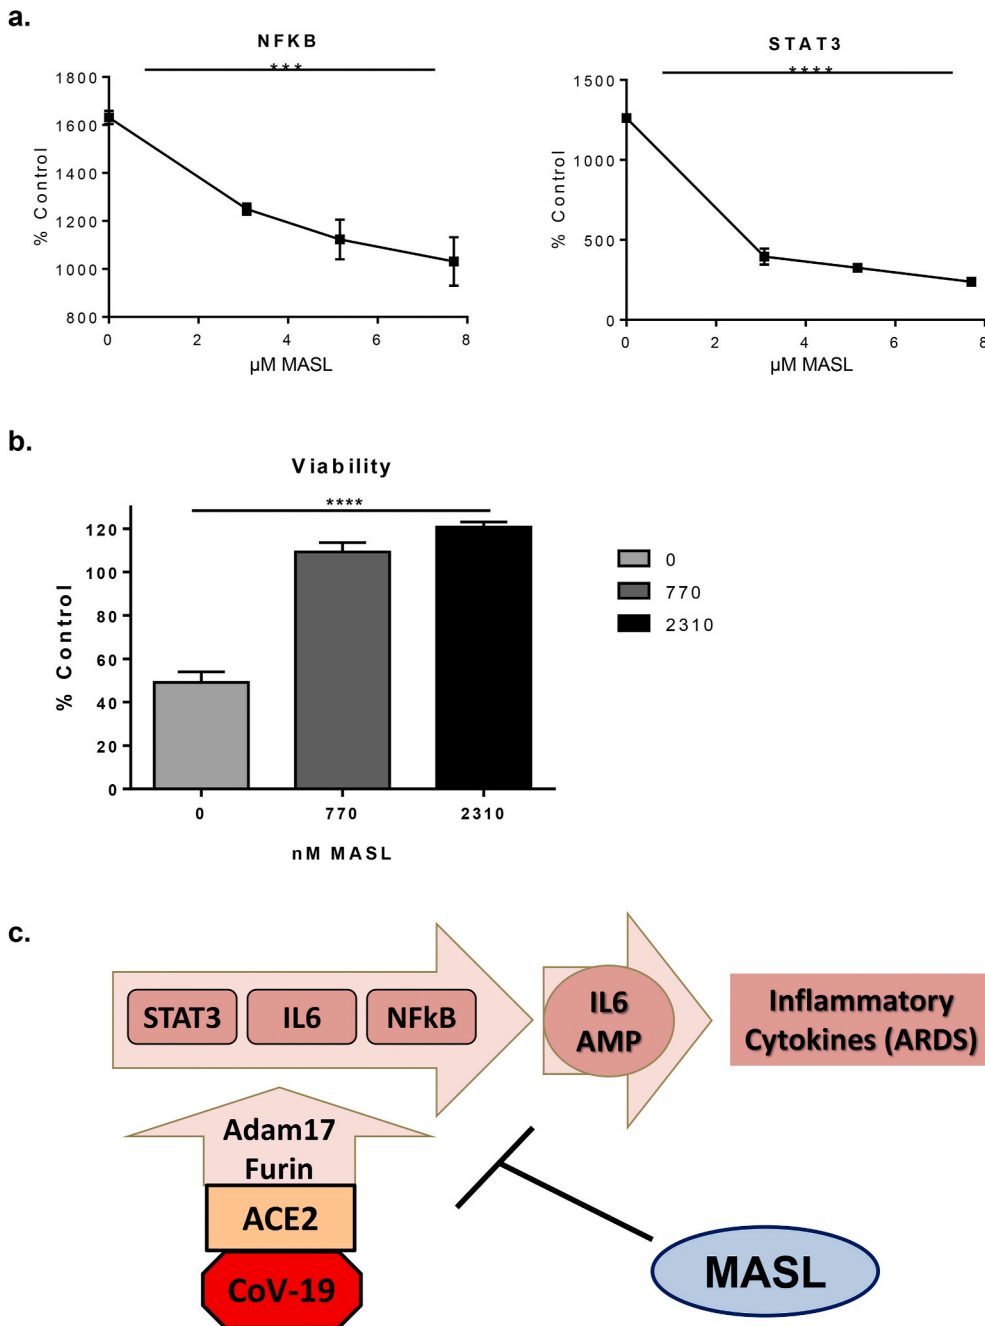 a.
NFKB
***
1800
1600
1400
1200
1000
800
% Control
0 2 4 6 8
µM MASL
STAT3
****
1500
1000
500
0
% Control
0 2 4 6 8
µM MASL
b.
Viability
****
120
100
80
60
40
20
0
% Control
0 770 2310
nM MASL
0
770
2310
c.
STAT3 IL6 NFkB
IL6
AMP
Inflammatory
Cytokines (ARDS)
Adam17
Furin
ACE2
CoV-19
MASL